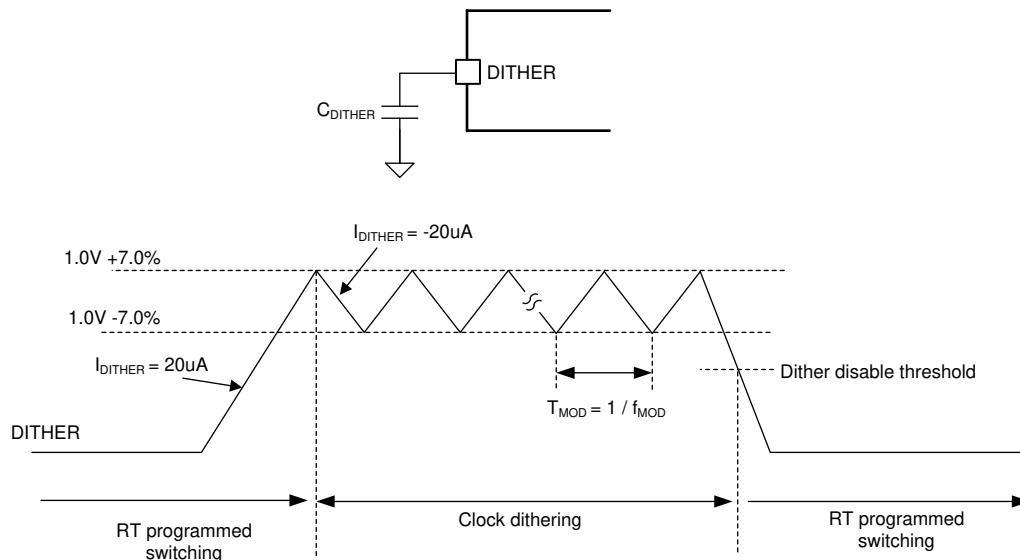 DITHER
CDITHER
IDITHER = -20uA
1.0V +7.0%
1.0V -7.0%
IDITHER = 20uA
Dither disable threshold
TMOD = 1 / fMOD
DITHER
RT programmed
switching
Clock dithering
RT programmed
switching